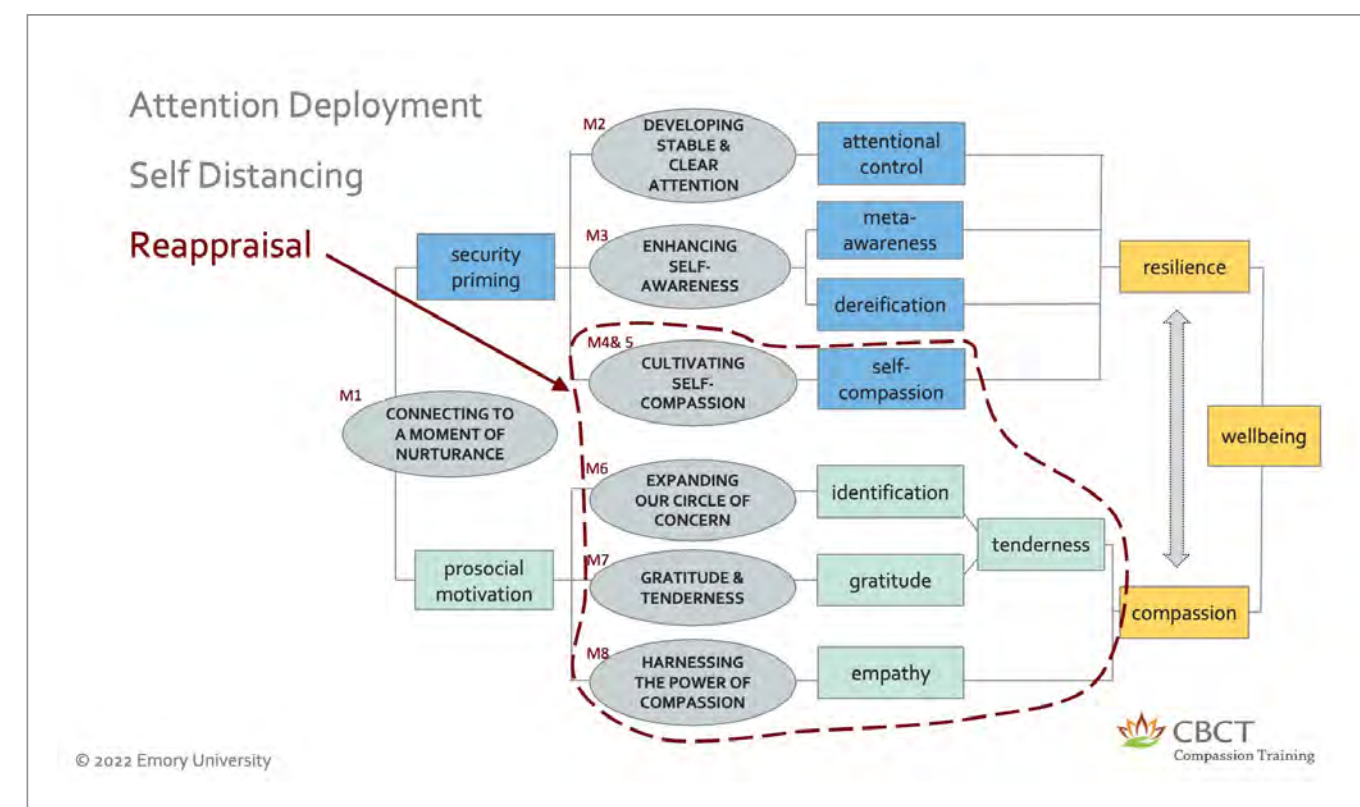 Attention Deployment
Self Distancing
Reappraisal
M1
CONNECTING TO
A MOMENT OF
NURTURANCE
security
priming
prosocial
motivation
M2
DEVELOPING
STABLE &
CLEAR
ATTENTION
attentional
control
M3
ENHANCING
SELF-
AWARENESS
meta-
awareness
dereification
M4& 5
CULTIVATING
SELF-
COMPASSION
self-
compassion
M6
EXPANDING
OUR CIRCLE OF
CONCERN
identification
M7
GRATITUDE &
TENDERNESS
gratitude
tenderness
M8
HARNESSING
THE POWER OF
COMPASSION
empathy
resilience
compassion
wellbeing
© 2022 Emory University
CBCT
Compassion Training